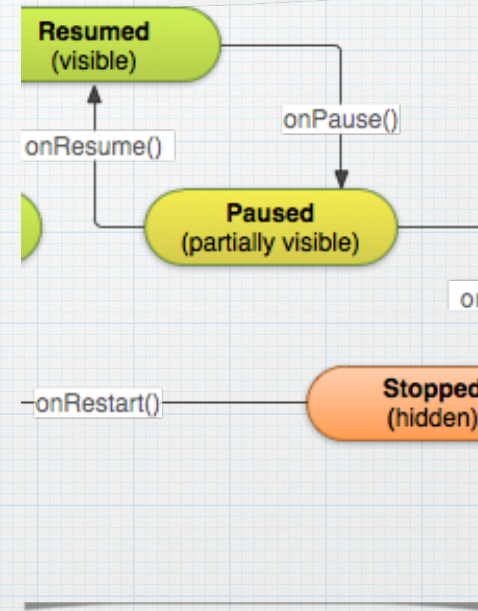 Resumed
(visible)
onPause()
onResume()
Paused
(partially visible)
onRestart()
Stopped
(hidden)